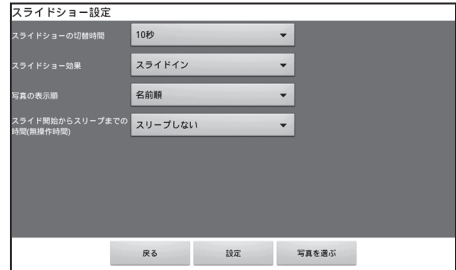 スライドショー設定
スライドショーの切替時間
10秒
スライドショー効果
スライドイン
写真の表示順
名前順
スライド開始からスリープまでの
時間(無操作時間)
スリープしない
戻る
設定
写真を選ぶ